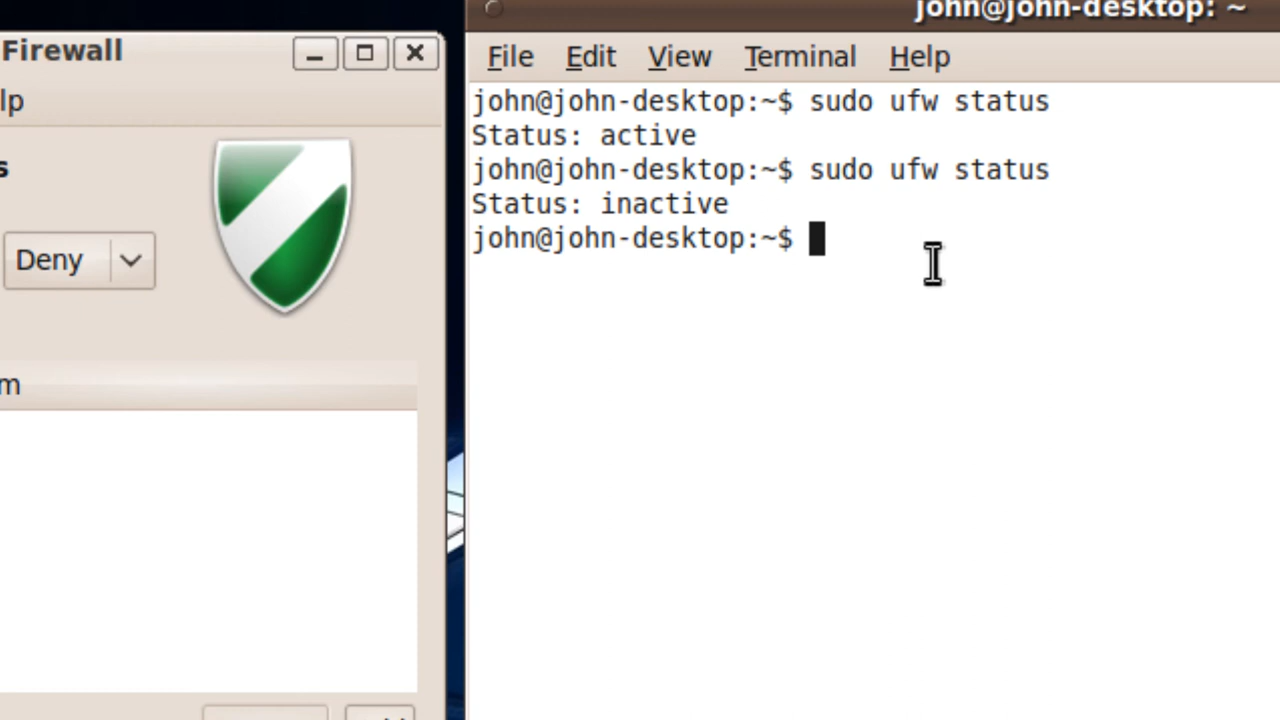 Firewall
lp
s
Deny
m
john@john-desktop: ~
File Edit View Terminal Help
john@john-desktop:~$ sudo ufw status
Status: active
john@john-desktop:~$ sudo ufw status
Status: inactive
john@john-desktop:~$